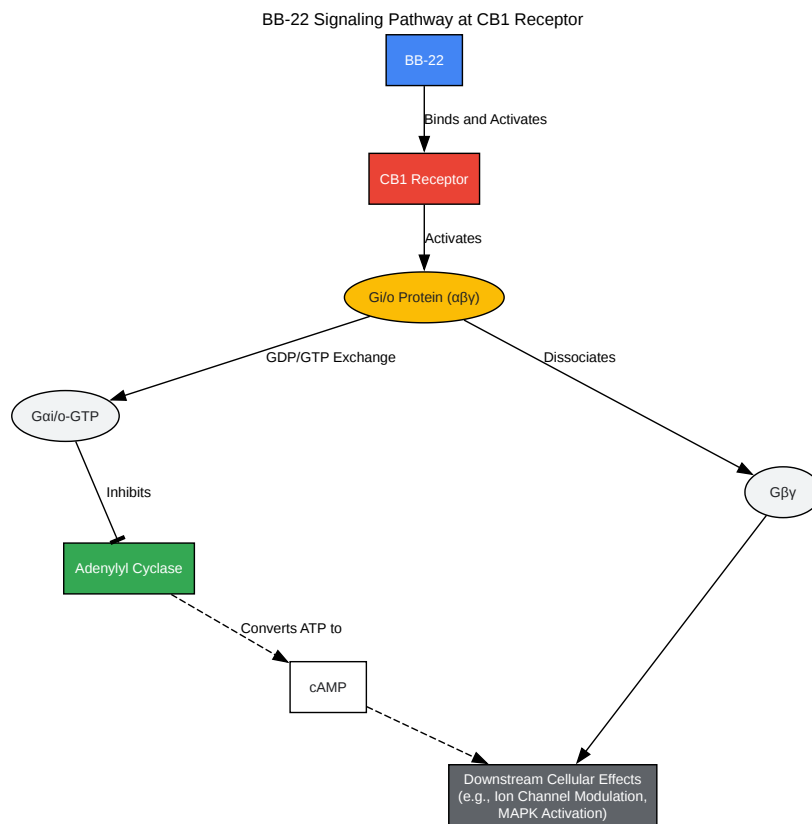 BB-22 Signaling Pathway at CB1 Receptor
BB-22
Binds and Activates
CB1 Receptor
Activates
Gi/o Protein (αβγ)
GDP/GTP Exchange
Dissociates
Gαi/o-GTP
Gβγ
Inhibits
Adenylyl Cyclase
Converts ATP to
cAMP
Downstream Cellular Effects
(e.g., Ion Channel Modulation,
MAPK Activation)